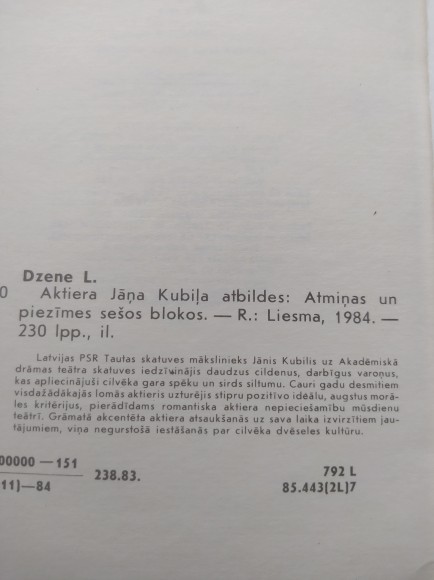 Dzene L.
0 Aktiera Jāņa Kubiļa atbildes: Atmiņas un
piezīmes sešos blokos. — R.: Liesma, 1984. —
230 lpp., il.
Latvijas PSR Tautas skatuves mākslinieks Jānis Kubilis uz Akadēmiskā
drāmas teātra skatuves iedzīvinājis daudzus cildenus, darbīgus varoņus,
kas apliecinājuši cilvēka gara spēku un sirds siltumu. Cauri gadu desmitiem
visdažādākajās lomās aktieris uzturējis stipru pozitīvo ideālu, augstus morā-
les kritērijus, pierādīdams romantiska aktiera nepieciešamību mūsdienu
teātrī. Grāmatā akcentēta aktiera atsaukšanās uz sava laika izvirzītiem jau-
tājumiem, viņa negurstošā iestāšanās par cilvēka dvēseles kultūru.
00000 — 151
11]—84
238.83.
792 L
85.443(2L)7